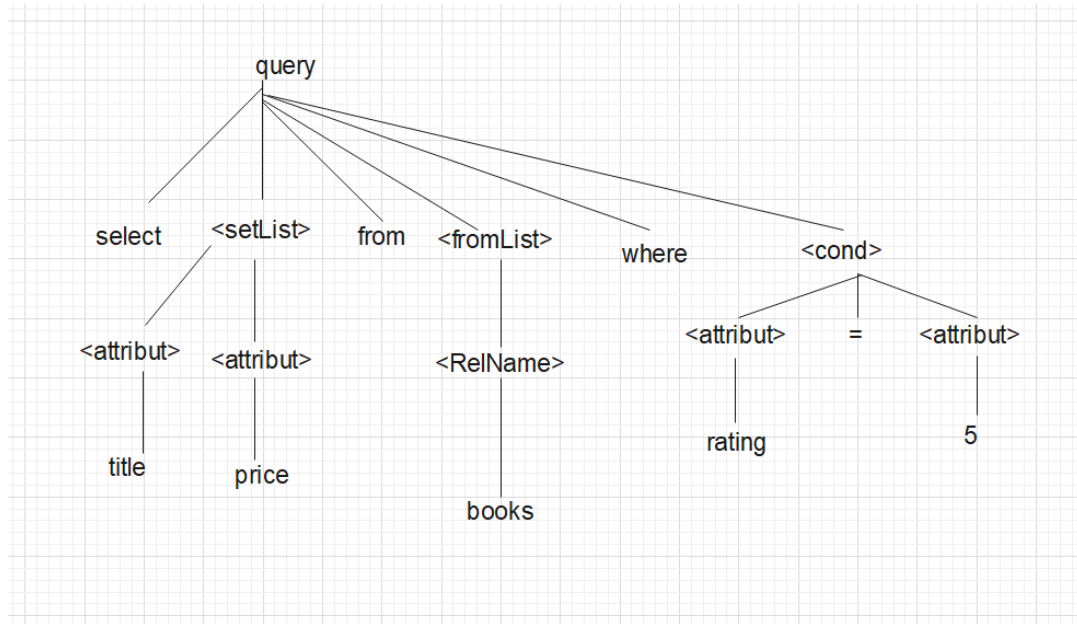 query
select
<setList>
from
<fromList>
where
<cond>
<attribut>
<attribut>
<RelName>
<attribut>
=
<attribut>
title
price
books
rating
5